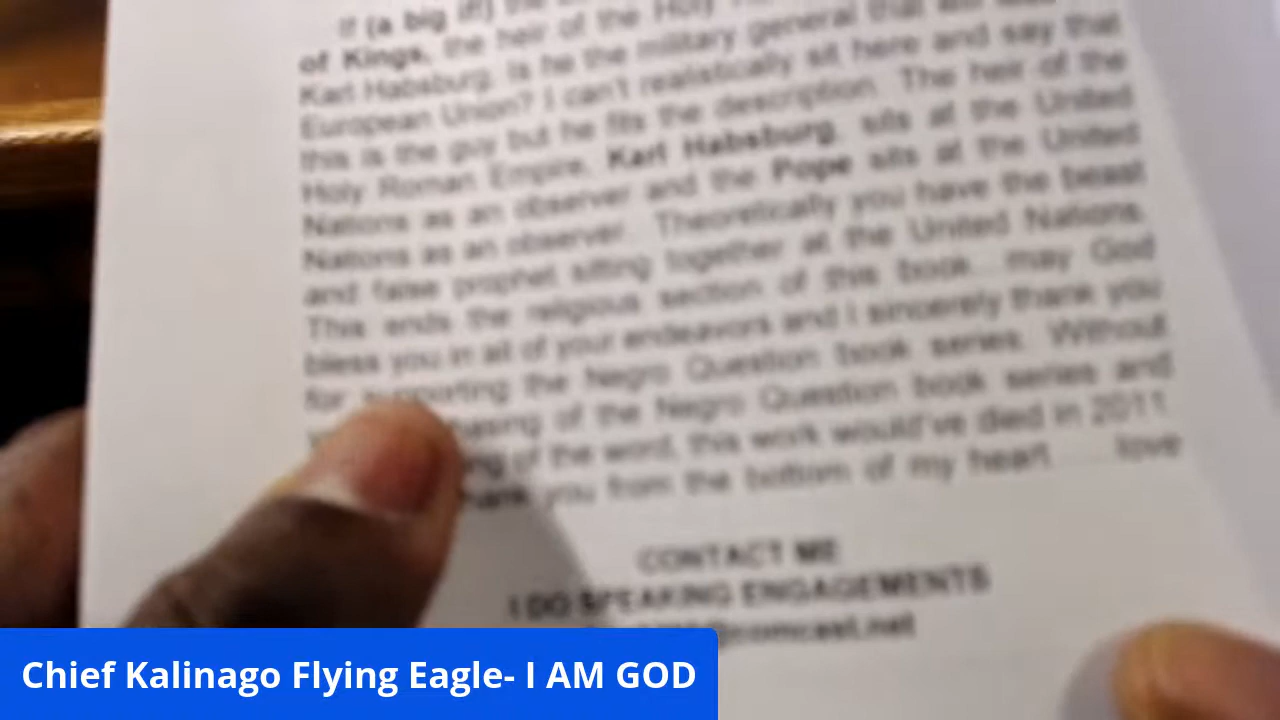 If (a big if!) the
of Kings, the heir of the Holy
Karl Habsburg. Is he the military general that will
European Union? I can't realistically sit here and say that
this is the guy but he fits the description. The heir of the
Holy Roman Empire, Karl Habsburg, sits at the United
Nations as an observer and the Pope sits at the United
Nations as an observer. Theoretically you have the beast
and false prophet sitting together at the United Nations.
This ends the religious section of this book...may God
bless you in all of your endeavors and I sincerely thank you
for supporting the Negro Question book series. Without
of the Negro Question book series and
of the word, this work would've died in 2011
you from the bottom of my heart......love
CONTACT ME
I DO SPEAKING ENGAGEMENTS
@comcast.net
Chief Kalinago Flying Eagle- I AM GOD